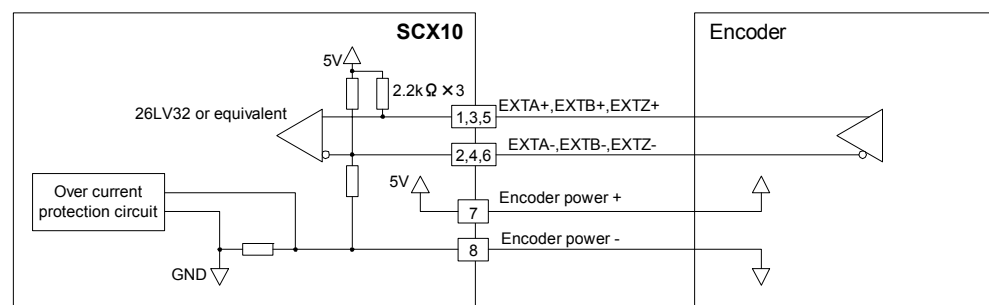 SCX10
Encoder
5V
2.2kΩ×3
26LV32 or equivalent
EXTA+,EXTB+,EXTZ+
1,3,5
EXTA-,EXTB-,EXTZ-
2,4,6
5V
Over current
protection circuit
Encoder power +
7
Encoder power -
8
GND